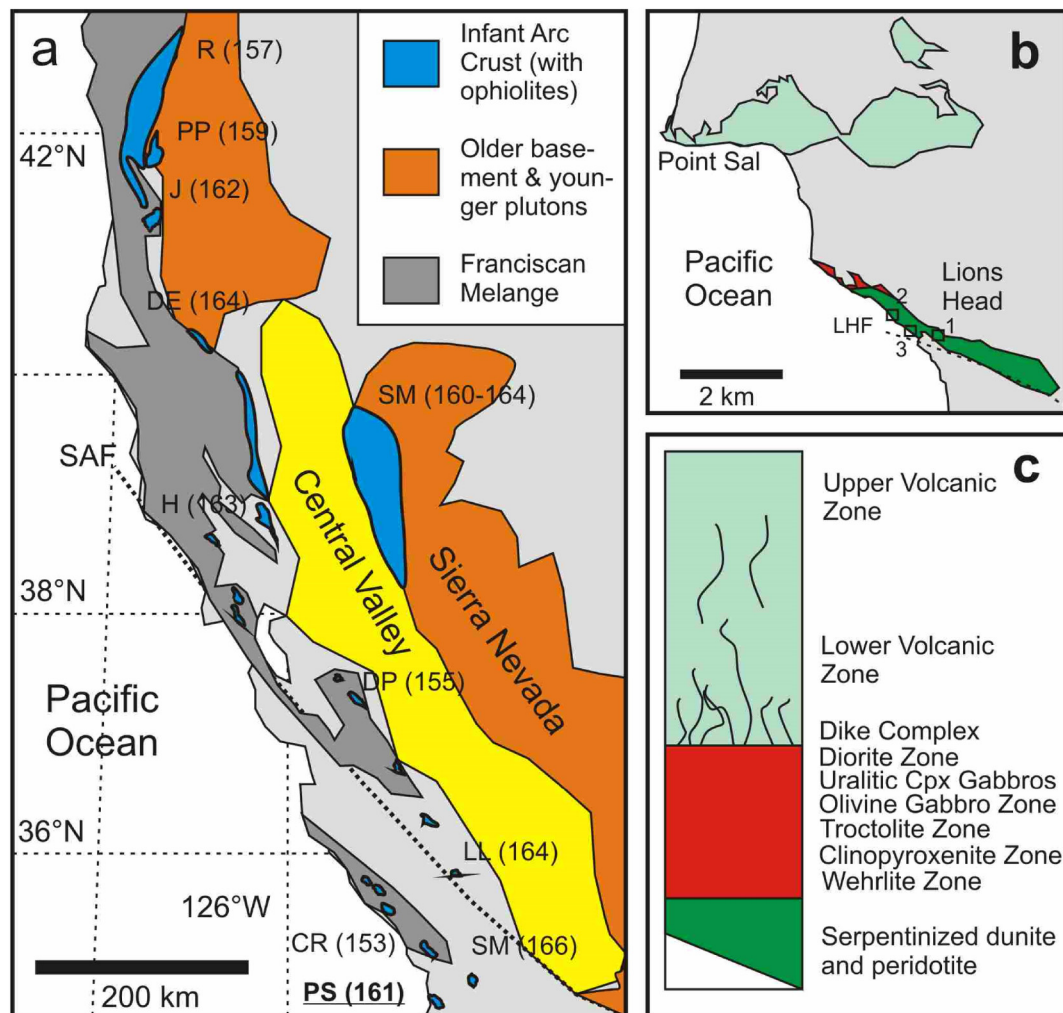 a
R (157)
PP (159)
42°N
J (162)
DE (164)
SM (160-164)
SAF
H (163)
38°N
Central Valley
Sierra Nevada
DP (155)
Pacific
Ocean
36°N
LL (164)
126°W
CR (153)
SM (166)
PS (161)
200 km
Infant Arc
Crust (with
ophiolites)
Older base-
ment & youn-
ger plutons
Franciscan
Melange
b
Point Sal
Pacific
Ocean
Lions
Head
2
1
LHF
3
2 km
c
Upper Volcanic
Zone
Lower Volcanic
Zone
Dike Complex
Diorite Zone
Uralitic Cpx Gabbros
Olivine Gabbro Zone
Troctolite Zone
Clinopyroxenite Zone
Wehrlite Zone
Serpentinized dunite
and peridotite